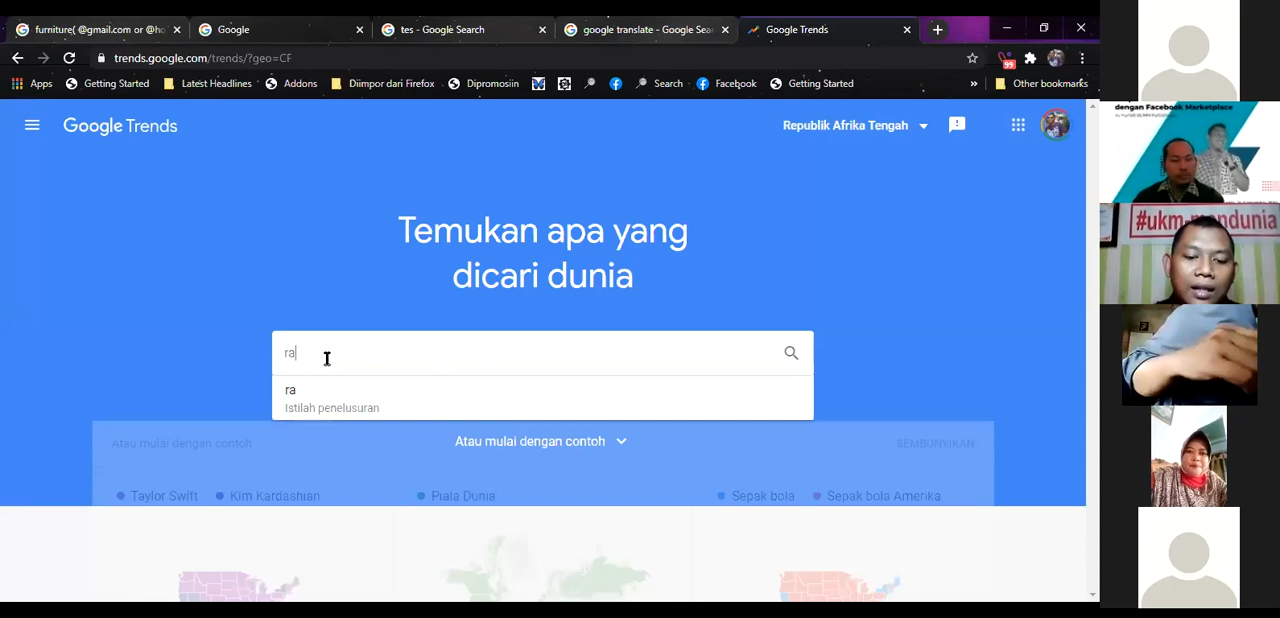 furniture( @gmail.com or @ho
Google
tes - Google Search
google translate - Google Sea
Google Trends
trends.google.com/trends/?geo=CF
99
Apps
Getting Started
Latest Headlines
Addons
Diimpor dari Firefox
Dipromosiin
Search
Facebook
Getting Started
»
Other bookmarks
Google Trends
Republik Afrika Tengah
Temukan apa yang
dicari dunia
ra
ra
Istilah penelusuran
Atau mulai dengan contoh
Atau mulai dengan contoh
SEMBUNYIKAN
Taylor Swift
Kim Kardashian
Piala Dunia
Sepak bola
Sepak bola Amerika
dengan Facebook Marketplace
#ukm-mendunia